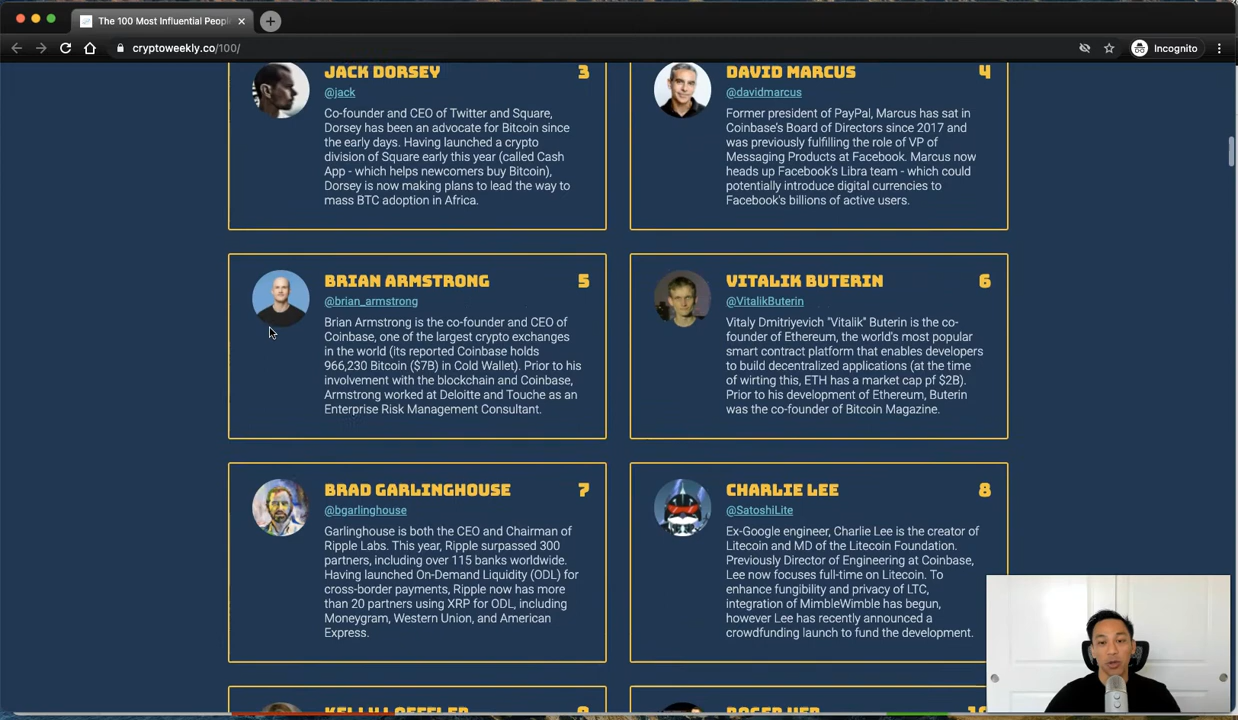 The 100 Most Influential Peopl
cryptoweekly.co/100/
Incognito
JACK DORSEY 3
@jack
Co-founder and CEO of Twitter and Square,
Dorsey has been an advocate for Bitcoin since
the early days. Having launched a crypto
division of Square early this year (called Cash
App - which helps newcomers buy Bitcoin),
Dorsey is now making plans to lead the way to
mass BTC adoption in Africa.
DAVID MARCUS 4
@davidmarcus
Former president of PayPal, Marcus has sat in
Coinbase's Board of Directors since 2017 and
was previously fulfilling the role of VP of
Messaging Products at Facebook. Marcus now
heads up Facebook's Libra team - which could
potentially introduce digital currencies to
Facebook's billions of active users.
BRIAN ARMSTRONG 5
@brian_armstrong
Brian Armstrong is the co-founder and CEO of
Coinbase, one of the largest crypto exchanges
in the world (its reported Coinbase holds
966,230 Bitcoin ($7B) in Cold Wallet). Prior to his
involvement with the blockchain and Coinbase,
Armstrong worked at Deloitte and Touche as an
Enterprise Risk Management Consultant.
VITALIK BUTERIN 6
@VitalikButerin
Vitaly Dmitriyevich "Vitalik" Buterin is the co-
founder of Ethereum, the world's most popular
smart contract platform that enables developers
to build decentralized applications (at the time
of wirting this, ETH has a market cap pf $2B).
Prior to his development of Ethereum, Buterin
was the co-founder of Bitcoin Magazine.
BRAD GARLINGHOUSE 7
@bgarlinghouse
Garlinghouse is both the CEO and Chairman of
Ripple Labs. This year, Ripple surpassed 300
partners, including over 115 banks worldwide.
Having launched On-Demand Liquidity (ODL) for
cross-border payments, Ripple now has more
than 20 partners using XRP for ODL, including
Moneygram, Western Union, and American
Express.
CHARLIE LEE 8
@SatoshiLite
Ex-Google engineer, Charlie Lee is the creator of
Litecoin and MD of the Litecoin Foundation.
Previously Director of Engineering at Coinbase,
Lee now focuses full-time on Litecoin. To
enhance fungibility and privacy of LTC,
integration of MimbleWimble has begun,
however Lee has recently announced a
crowdfunding launch to fund the development.
KELLY LOEFFLER 9
ROGER VER